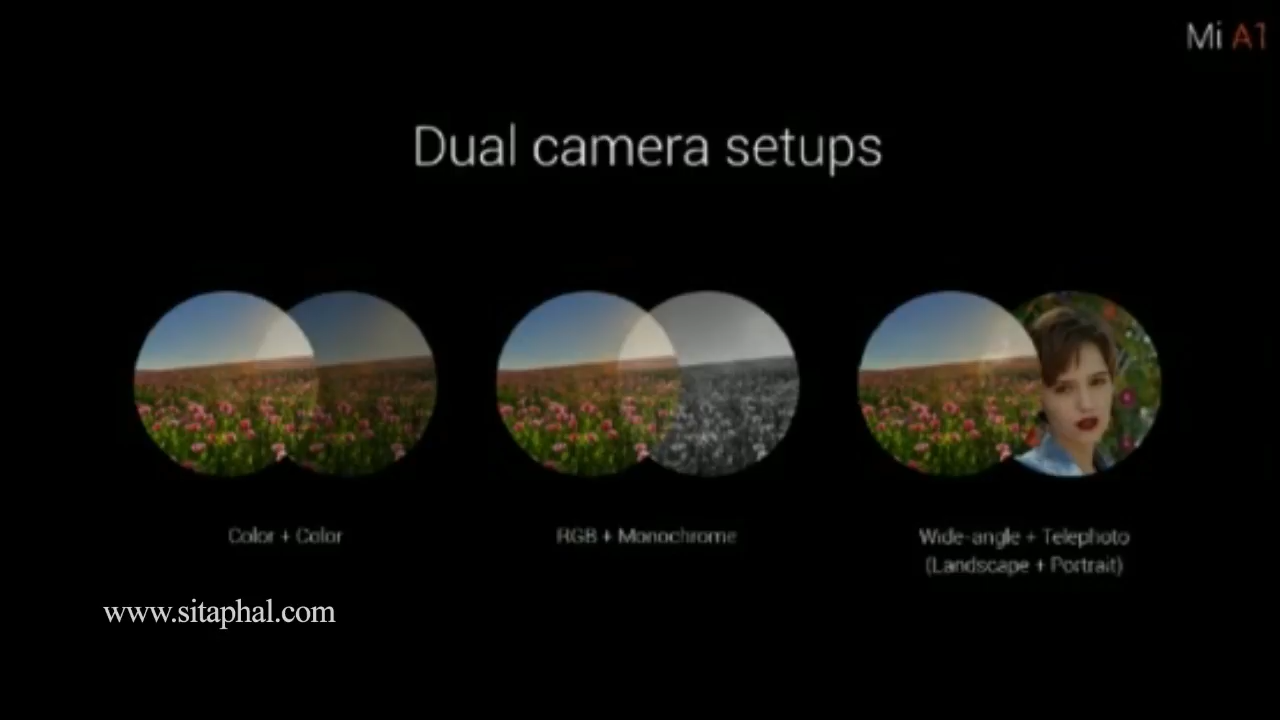 Mi A1
Dual camera setups
Color + Color
RGB + Monochrome
Wide-angle + Telephoto
(Landscape + Portrait)
www.sitaphal.com